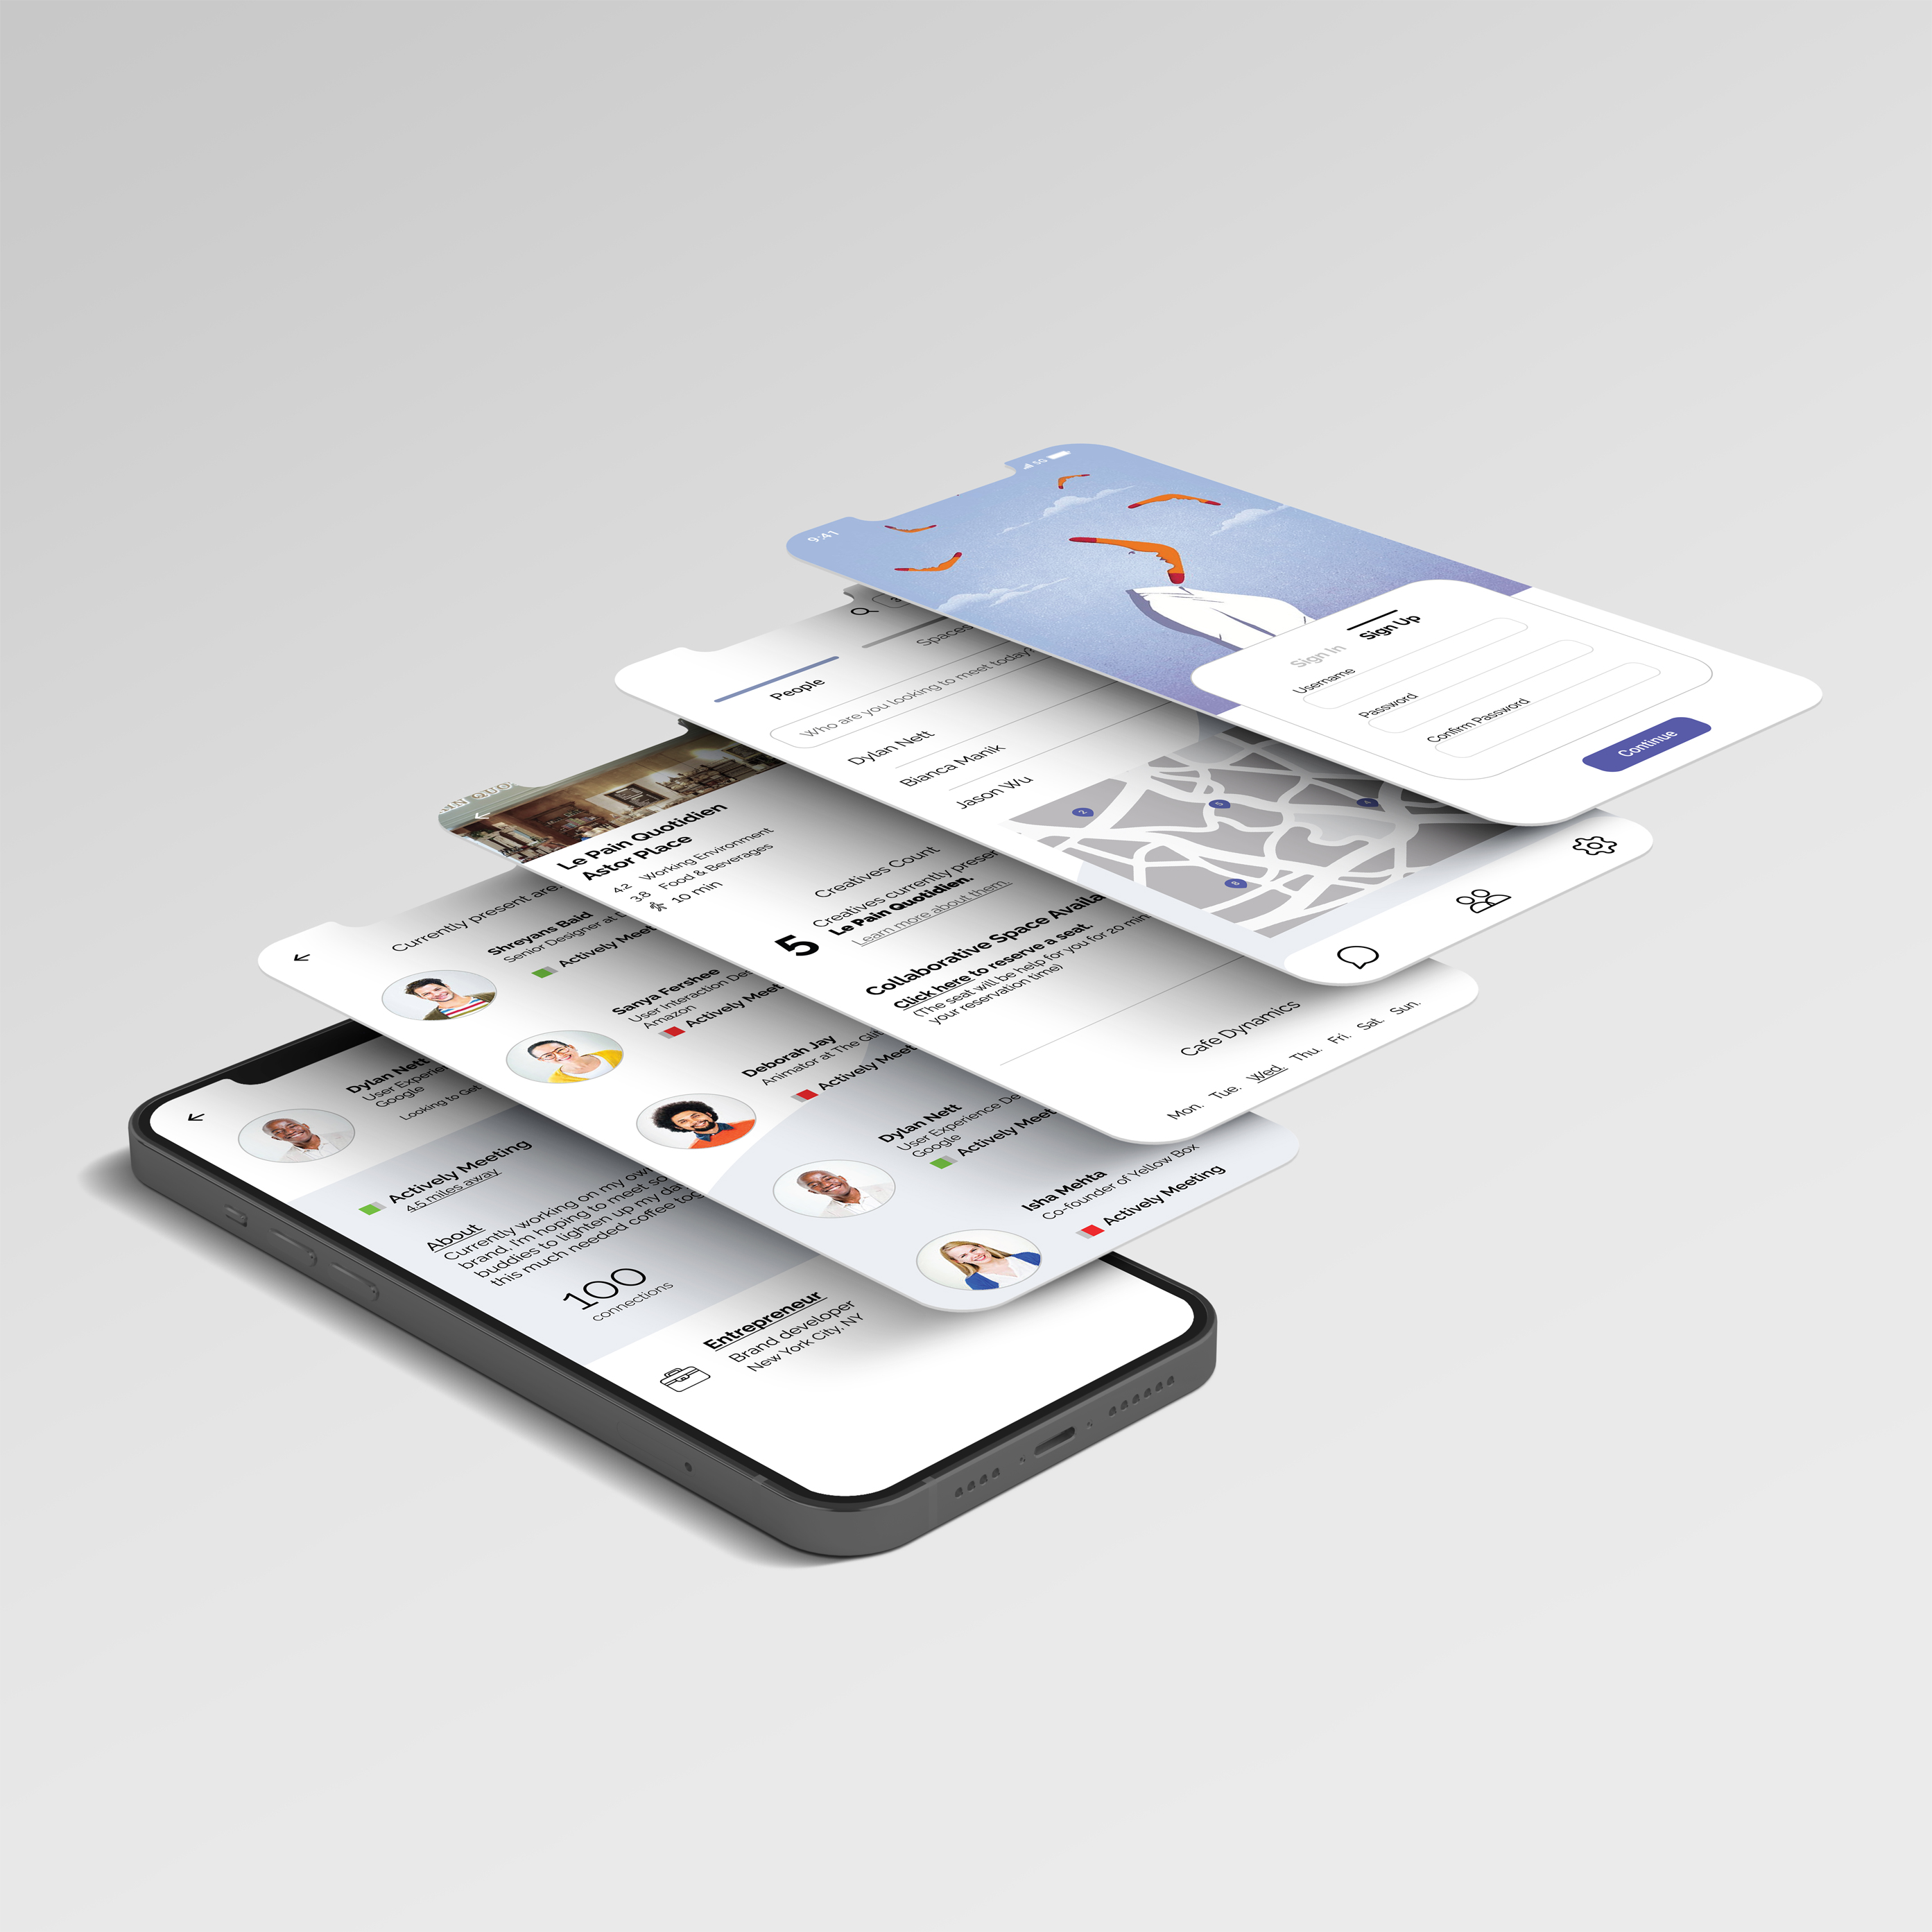 9:41
5G
Sign In
Sign Up
Username
Password
Confirm Password
Continue
People
Spaces
Who are you looking to meet today?
Dylan Nett
Bianca Manik
Jason Wu
2
5
4
8
Le Pain Quotidien
Astor Place
4.2 Working Environment
3.8 Food & Beverages
10 min
Creatives Count
5
Creatives currently presen
Le Pain Quotidien.
Learn more about them.
Collaborative Space Availa
Click here to reserve a seat.
(The seat will be help for you for 20 min
your reservation time)
Cafe Dynamics
Mon. Tue. Wed. Thu. Fri. Sat. Sun.
Currently present are
Shreyans Baid
Senior Designer at
Actively Meet
Sanya Fershee
User Interaction Des
Amazon
Actively Meet
Deborah Jay
Animator at The Gli
Actively Meet
Dylan Nett
User Experience De
Google
Actively Meet
Isha Mehta
Co-founder of Yellow Box
Actively Meeting
Dylan Nett
User Experie
Google
Looking to Get
Actively Meeting
4.5 miles away
About
Currently working on my ow
brand, I'm hoping to meet so
buddies to lighten up my da
this much needed coffee tog
100
connections
Entrepreneur
Brand developer
New York City, NY